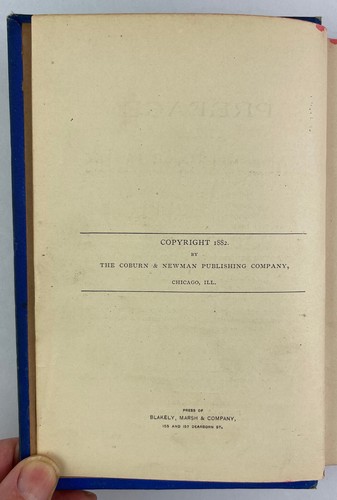 COPYRIGHT 1882.
BY
THE COBURN & NEWMAN PUBLISHING COMPANY,
CHICAGO, ILL.
PRESS OF
BLAKELY, MARSH & COMPANY,
155 AND 157 DEARBORN ST.